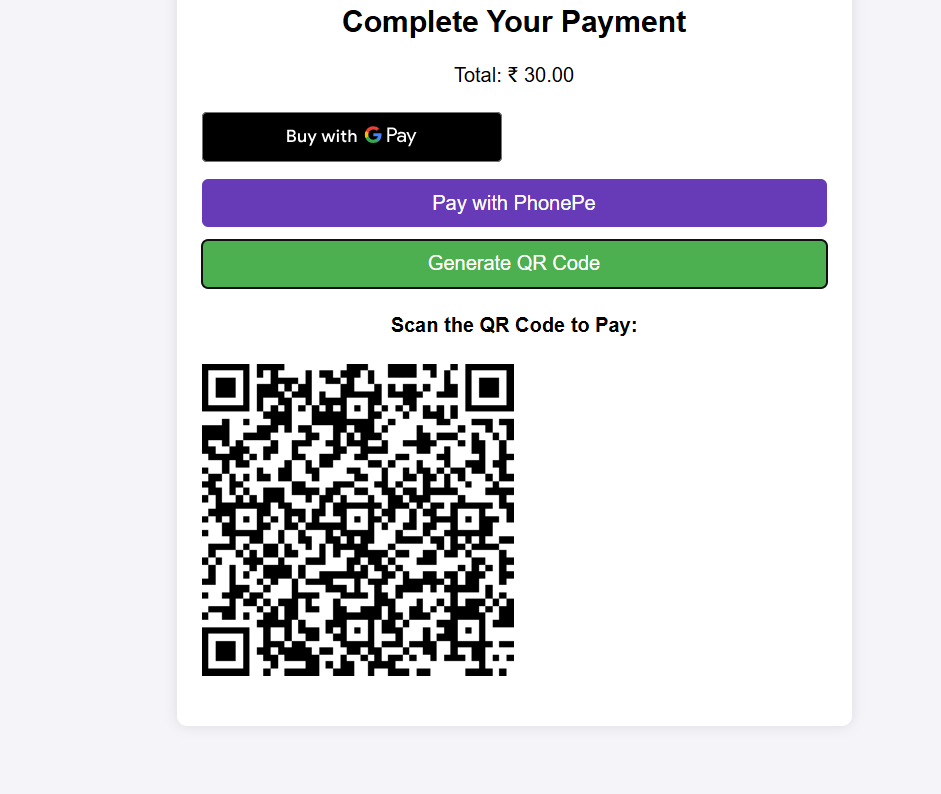 Complete Your Payment
Total: ₹ 30.00
Buy with G Pay
Pay with PhonePe
Generate QR Code
Scan the QR Code to Pay: